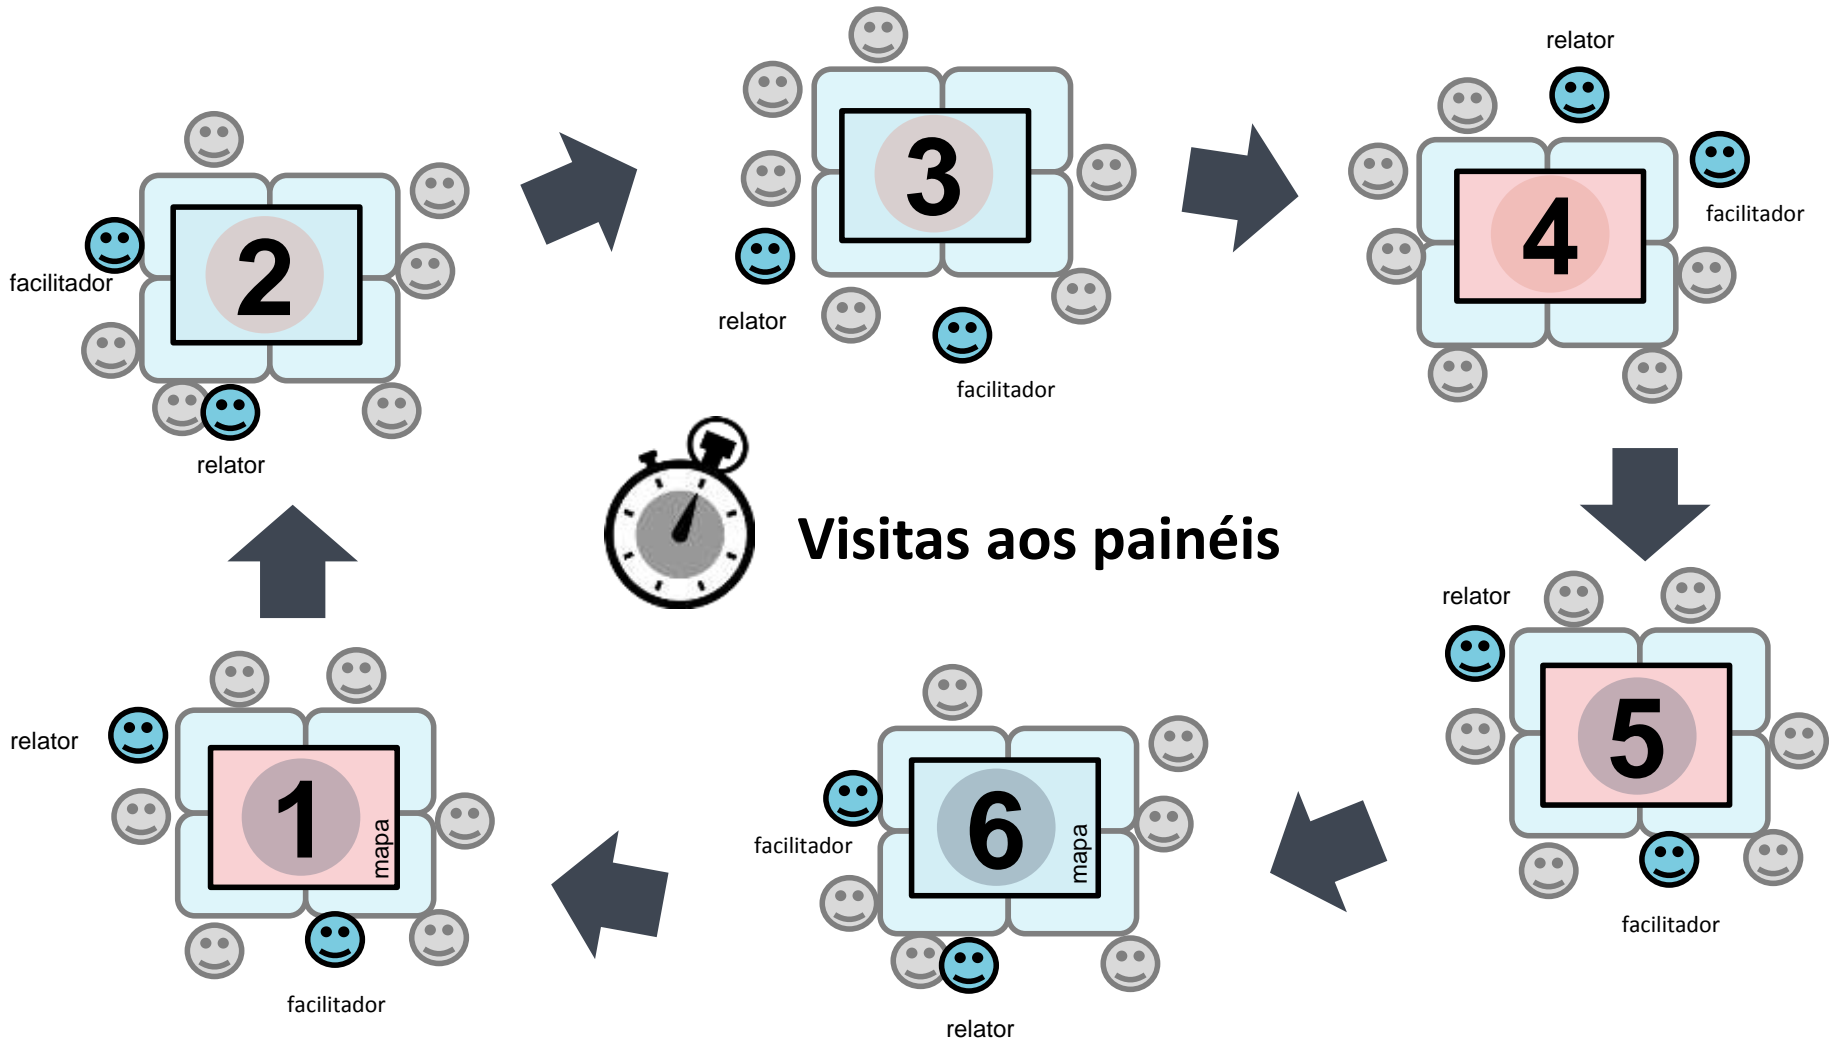 relator
3
relator
facilitador
4
2
facilitador
relator
facilitador
relator
Visitas aos painéis
relator
5
relator
1
mapa
6
mapa
facilitador
facilitador
facilitador
relator